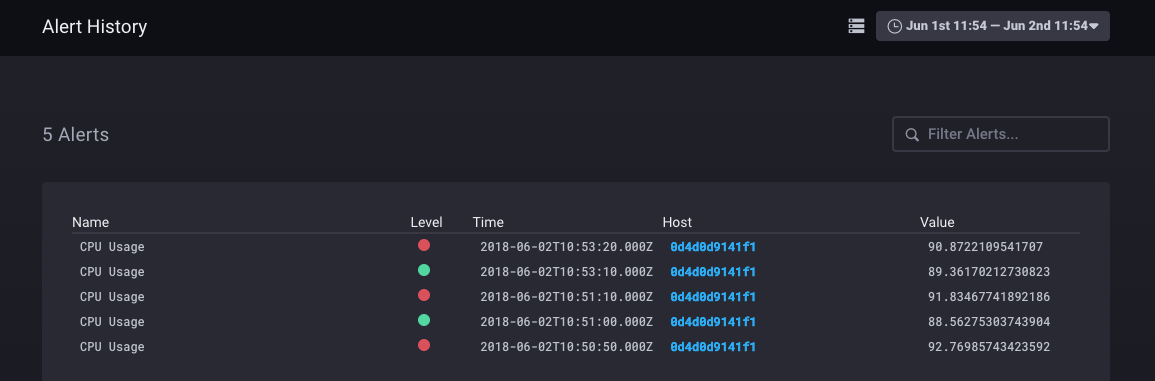 Alert History
Jun 1st 11:54 — Jun 2nd 11:54
5 Alerts
Filter Alerts...
Name Level Time Host Value
CPU Usage 2018-06-02T10:53:20.000Z 0d4d0d9141f1 90.8722109541707
CPU Usage 2018-06-02T10:53:10.000Z 0d4d0d9141f1 89.36170212730823
CPU Usage 2018-06-02T10:51:10.000Z 0d4d0d9141f1 91.83467741892186
CPU Usage 2018-06-02T10:51:00.000Z 0d4d0d9141f1 88.56275303743904
CPU Usage 2018-06-02T10:50:50.000Z 0d4d0d9141f1 92.76985743423592